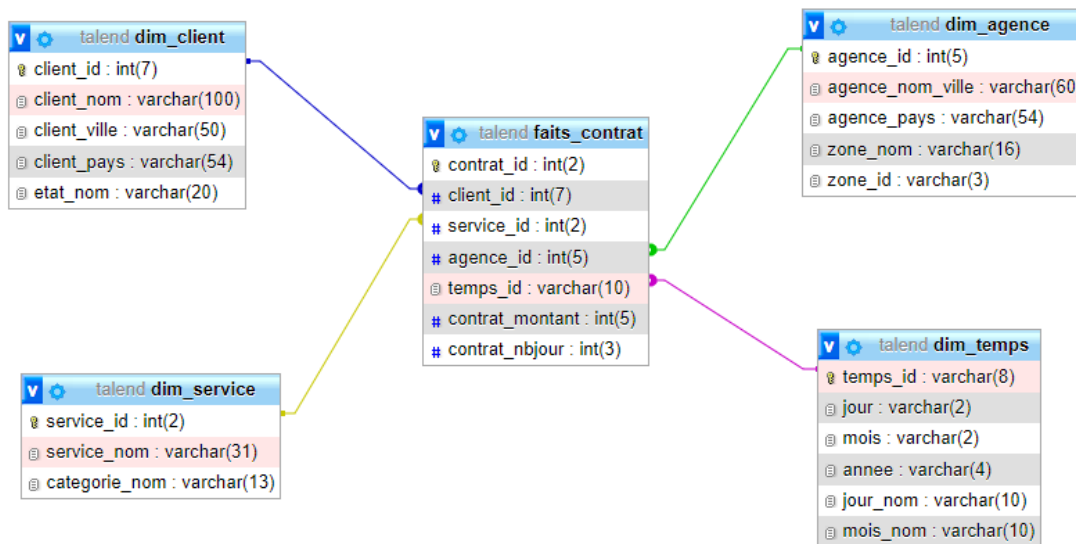 talend dim_client
client_id : int(7)
client_nom : varchar(100)
client_ville : varchar(50)
client_pays : varchar(54)
etat_nom : varchar(20)
talend faits_contrat
contrat_id : int(2)
client_id : int(7)
service_id : int(2)
agence_id : int(5)
temps_id : varchar(10)
contrat_montant : int(5)
contrat_nbjour : int(3)
talend dim_agence
agence_id : int(5)
agence_nom_ville : varchar(60
agence_pays : varchar(54)
zone_nom : varchar(16)
zone_id : varchar(3)
talend dim_service
service_id : int(2)
service_nom : varchar(31)
categorie_nom : varchar(13)
talend dim_temps
temps_id : varchar(8)
jour : varchar(2)
mois : varchar(2)
annee : varchar(4)
jour_nom : varchar(10)
mois_nom : varchar(10)